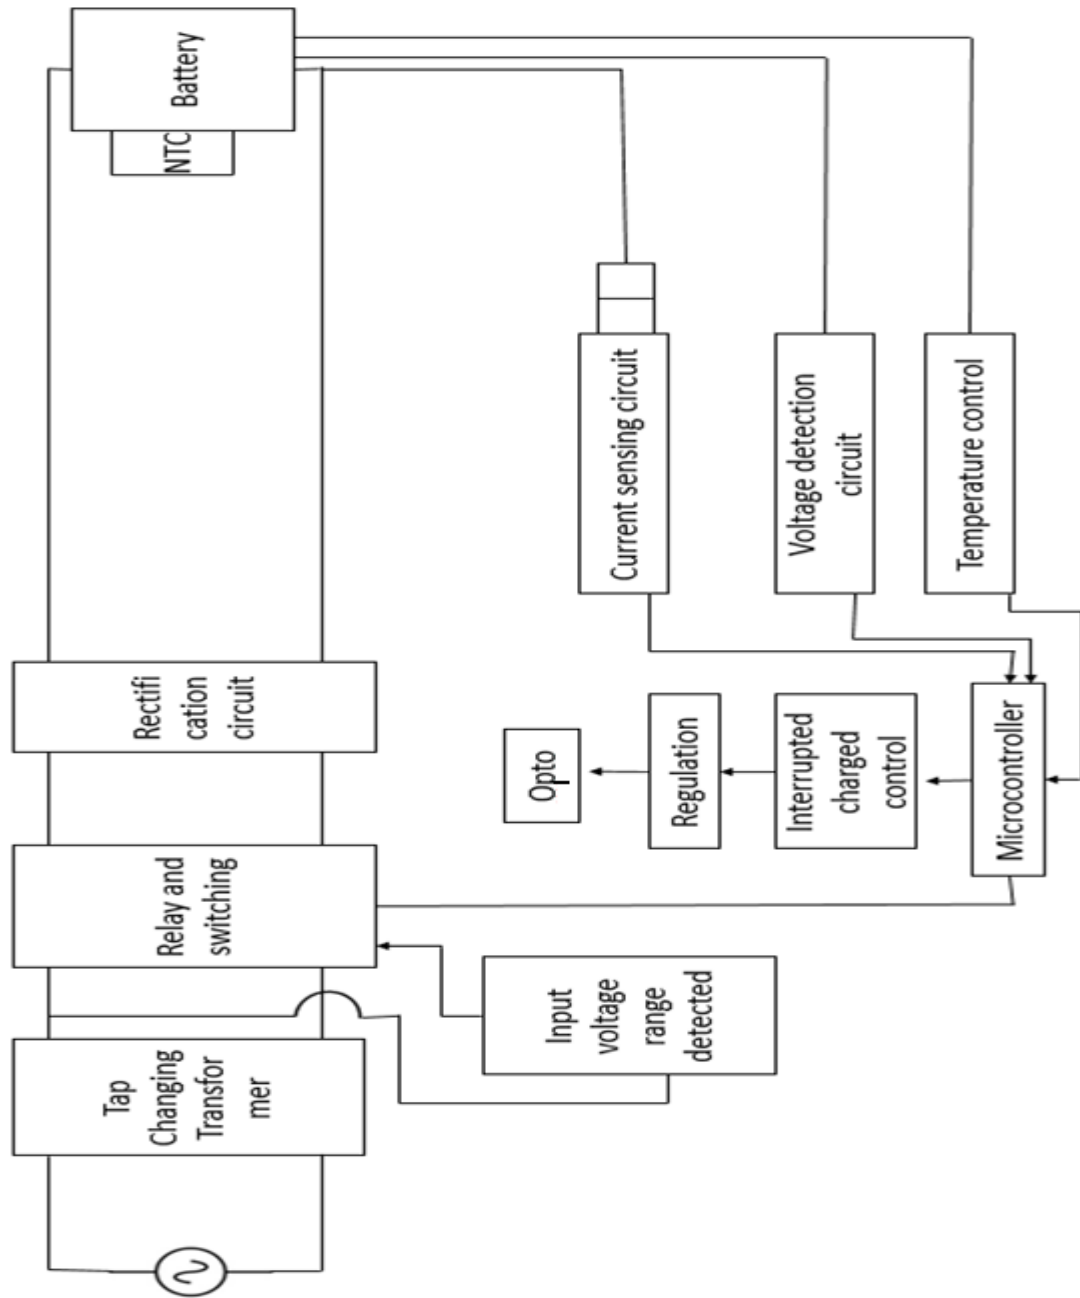 Tap
Changing
Transfor
mer
Relay and
switching
Rectifi
cation
circuit
Battery
NTC
Input
voltage
range
detected
Opto
Regulation
Interrupted
charged
control
Microcontroller
Current sensing circuit
Voltage detection
circuit
Temperature control